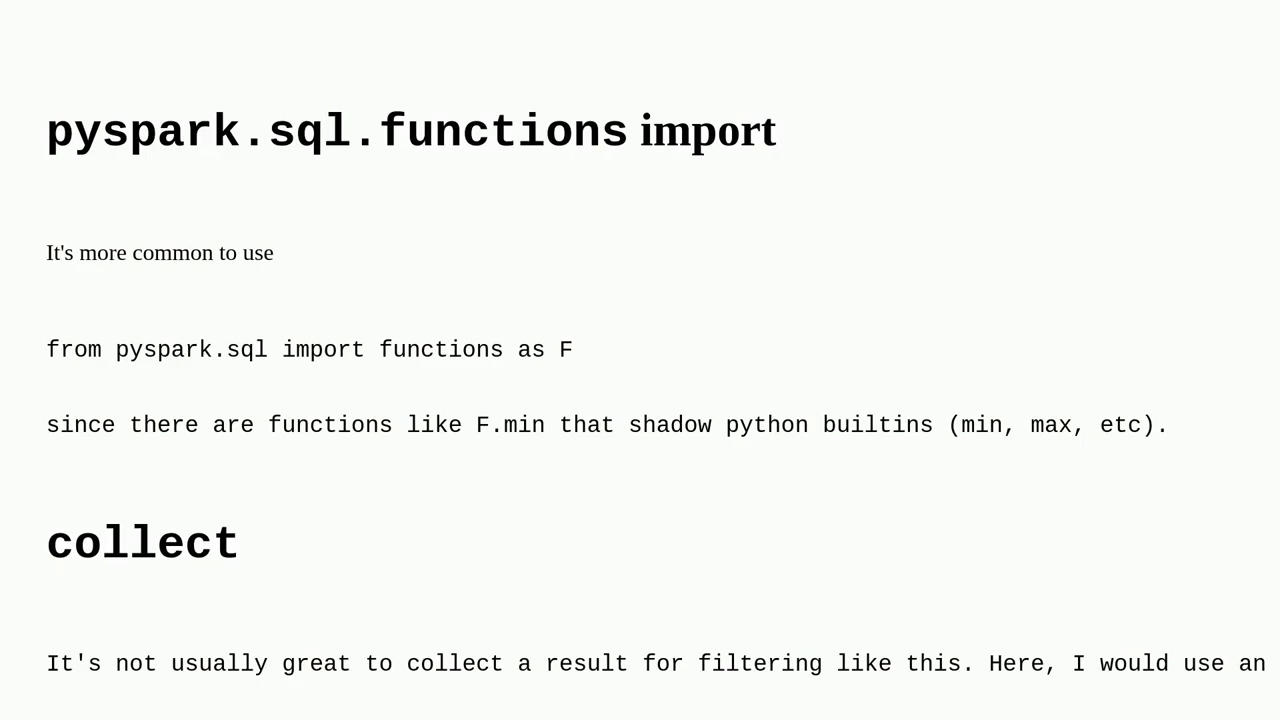 pyspark.sql.functions import
It's more common to use
from pyspark.sql import functions as F
since there are functions like F.min that shadow python builtins (min, max, etc).
collect
It's not usually great to collect a result for filtering like this. Here, I would use an